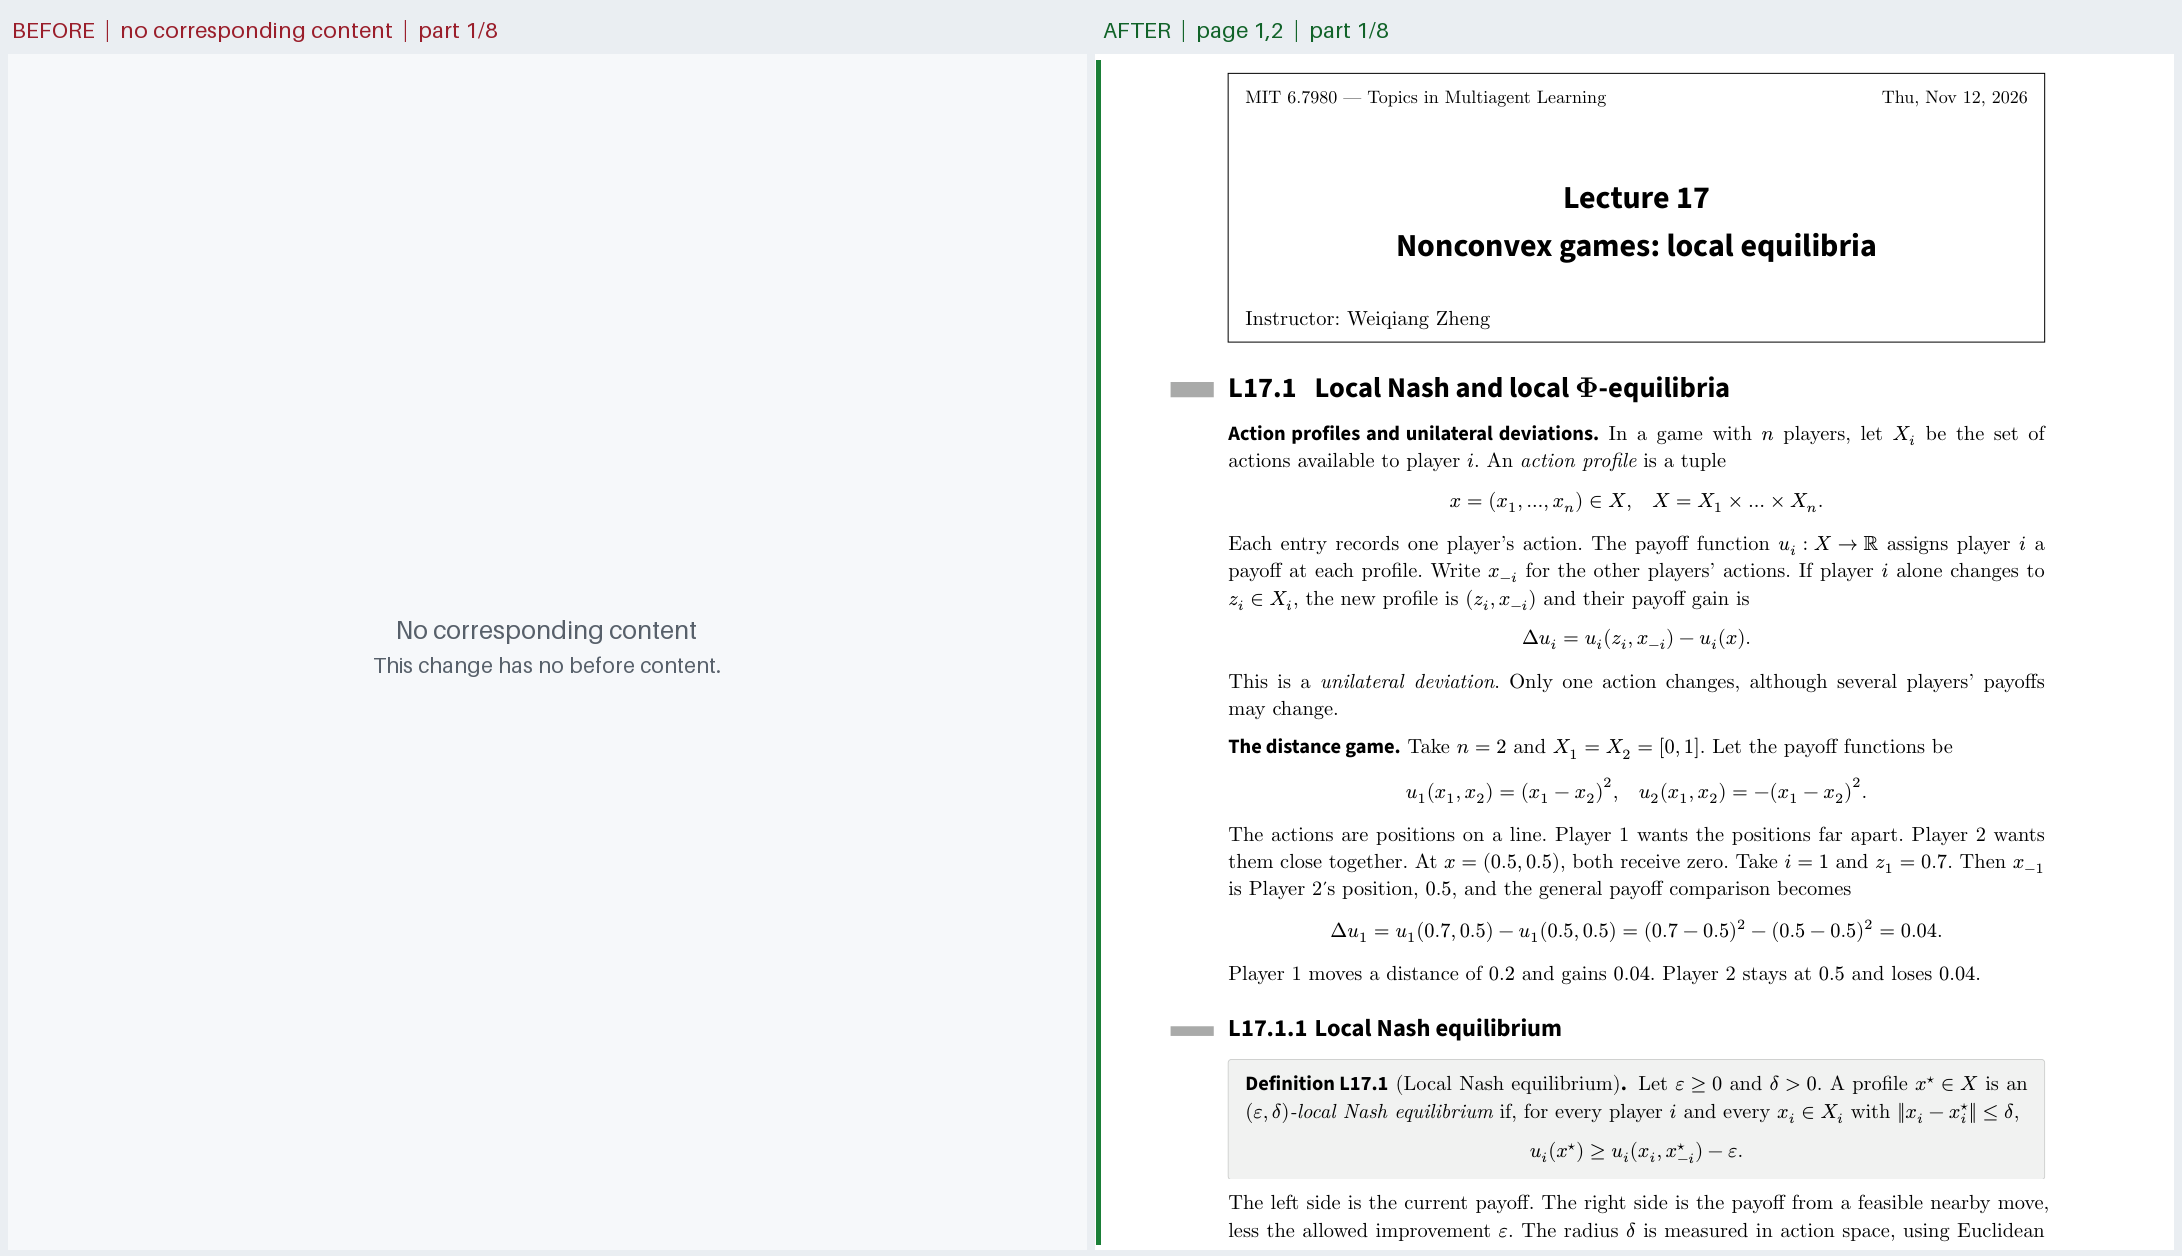 BEFORE | no corresponding content | part 1/8
AFTER | page 1,2 | part 1/8
No corresponding content
This change has no before content.
MIT 6.7980 — Topics in Multiagent Learning
Thu, Nov 12, 2026
Lecture 17
Nonconvex games: local equilibria
Instructor: Weiqiang Zheng
L17.1 Local Nash and local Φ-equilibria
Action profiles and unilateral deviations. In a game with n players, let X_i be the set of
actions available to player i. An action profile is a tuple
x = (x_1, ..., x_n) ∈ X, X = X_1 × ... × X_n.
Each entry records one player's action. The payoff function u_i : X → ℝ assigns player i a
payoff at each profile. Write x_{−i} for the other players' actions. If player i alone changes to
z_i ∈ X_i, the new profile is (z_i, x_{−i}) and their payoff gain is
Δu_i = u_i(z_i, x_{−i}) − u_i(x).
This is a unilateral deviation. Only one action changes, although several players' payoffs
may change.
The distance game. Take n = 2 and X_1 = X_2 = [0, 1]. Let the payoff functions be
u_1(x_1, x_2) = (x_1 − x_2)^2, u_2(x_1, x_2) = −(x_1 − x_2)^2.
The actions are positions on a line. Player 1 wants the positions far apart. Player 2 wants
them close together. At x = (0.5, 0.5), both receive zero. Take i = 1 and z_1 = 0.7. Then x_{−1}
is Player 2's position, 0.5, and the general payoff comparison becomes
Δu_1 = u_1(0.7, 0.5) − u_1(0.5, 0.5) = (0.7 − 0.5)^2 − (0.5 − 0.5)^2 = 0.04.
Player 1 moves a distance of 0.2 and gains 0.04. Player 2 stays at 0.5 and loses 0.04.
L17.1.1 Local Nash equilibrium
Definition L17.1 (Local Nash equilibrium). Let ε ≥ 0 and δ > 0. A profile x^⋆ ∈ X is an
(ε, δ)-local Nash equilibrium if, for every player i and every x_i ∈ X_i with ‖x_i − x_i^⋆‖ ≤ δ,
u_i(x^⋆) ≥ u_i(x_i, x_{−i}^⋆) − ε.
The left side is the current payoff. The right side is the payoff from a feasible nearby move,
less the allowed improvement ε. The radius δ is measured in action space, using Euclidean